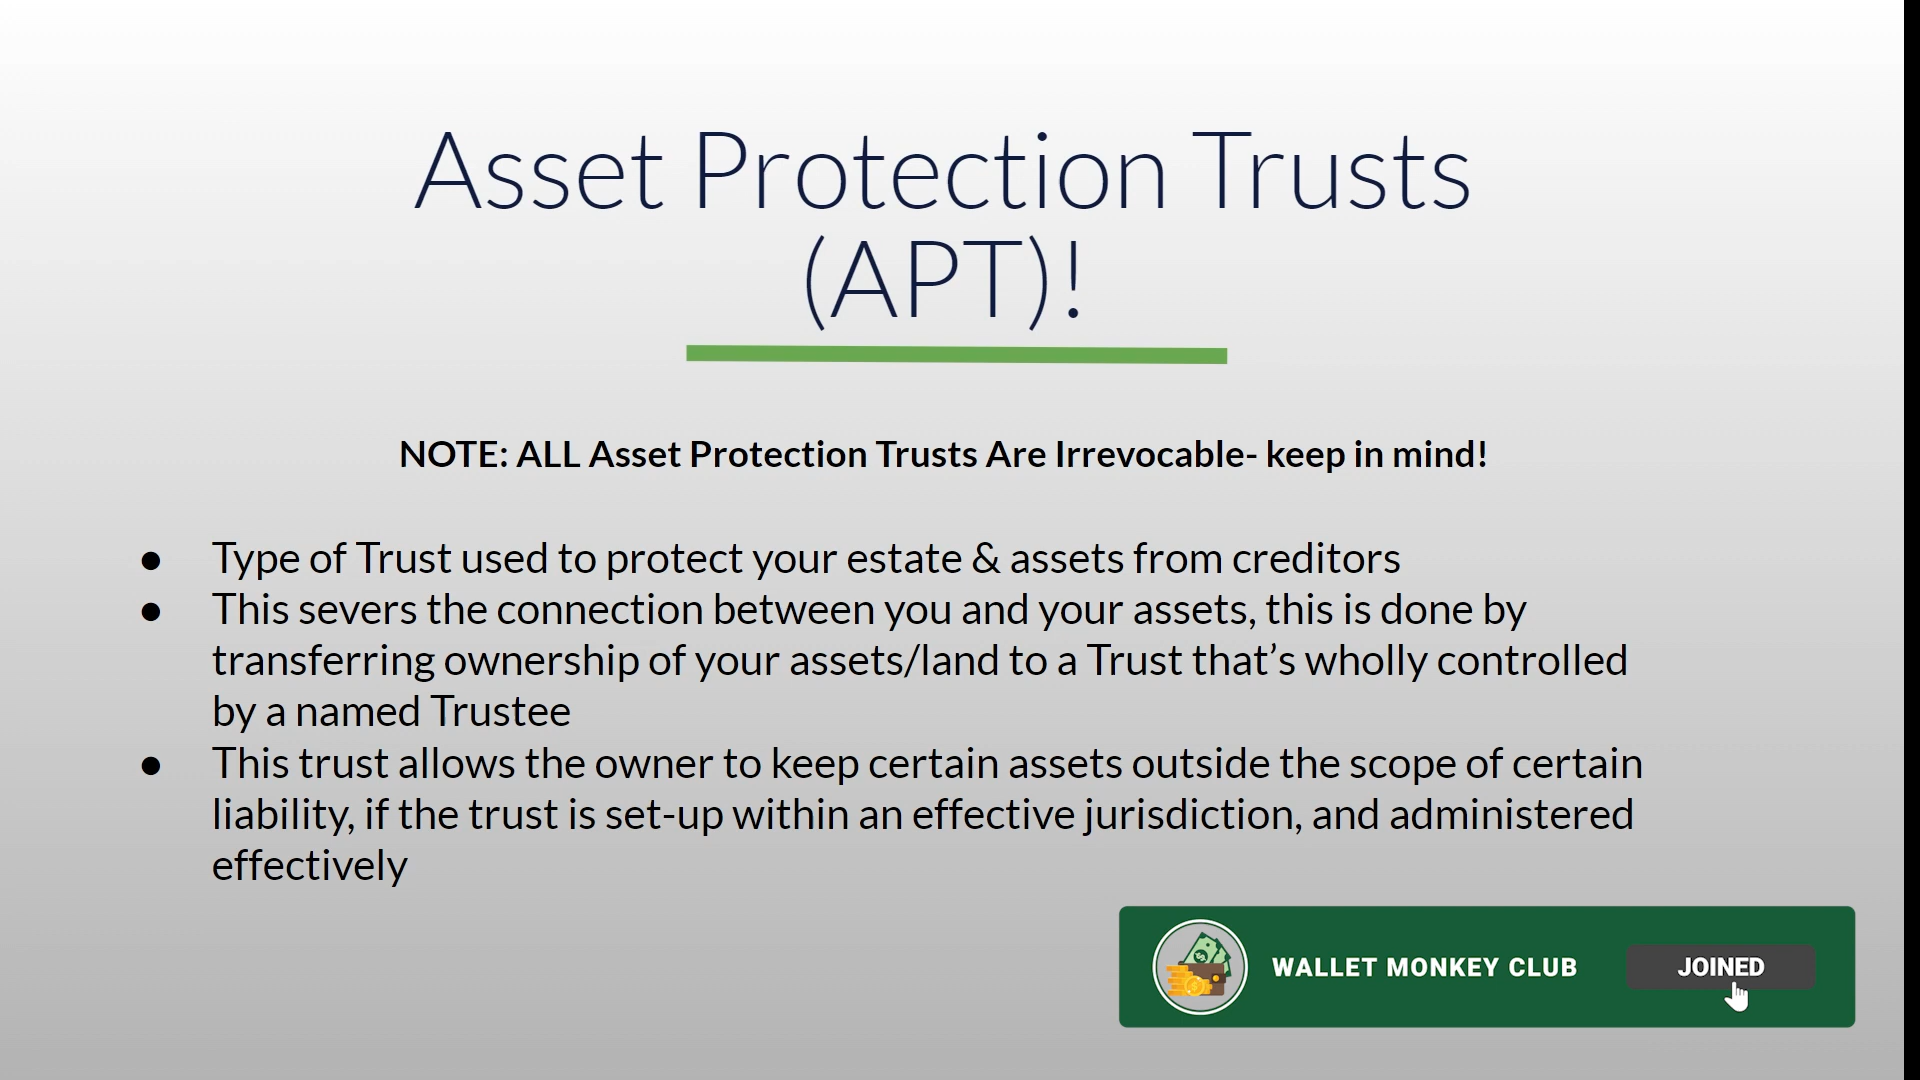 Asset Protection Trusts
(APT)!
NOTE: ALL Asset Protection Trusts Are Irrevocable- keep in mind!
● Type of Trust used to protect your estate & assets from creditors
● This severs the connection between you and your assets, this is done by
transferring ownership of your assets/land to a Trust that’s wholly controlled
by a named Trustee
● This trust allows the owner to keep certain assets outside the scope of certain
liability, if the trust is set-up within an effective jurisdiction, and administered
effectively
WALLET MONKEY CLUB
JOINED